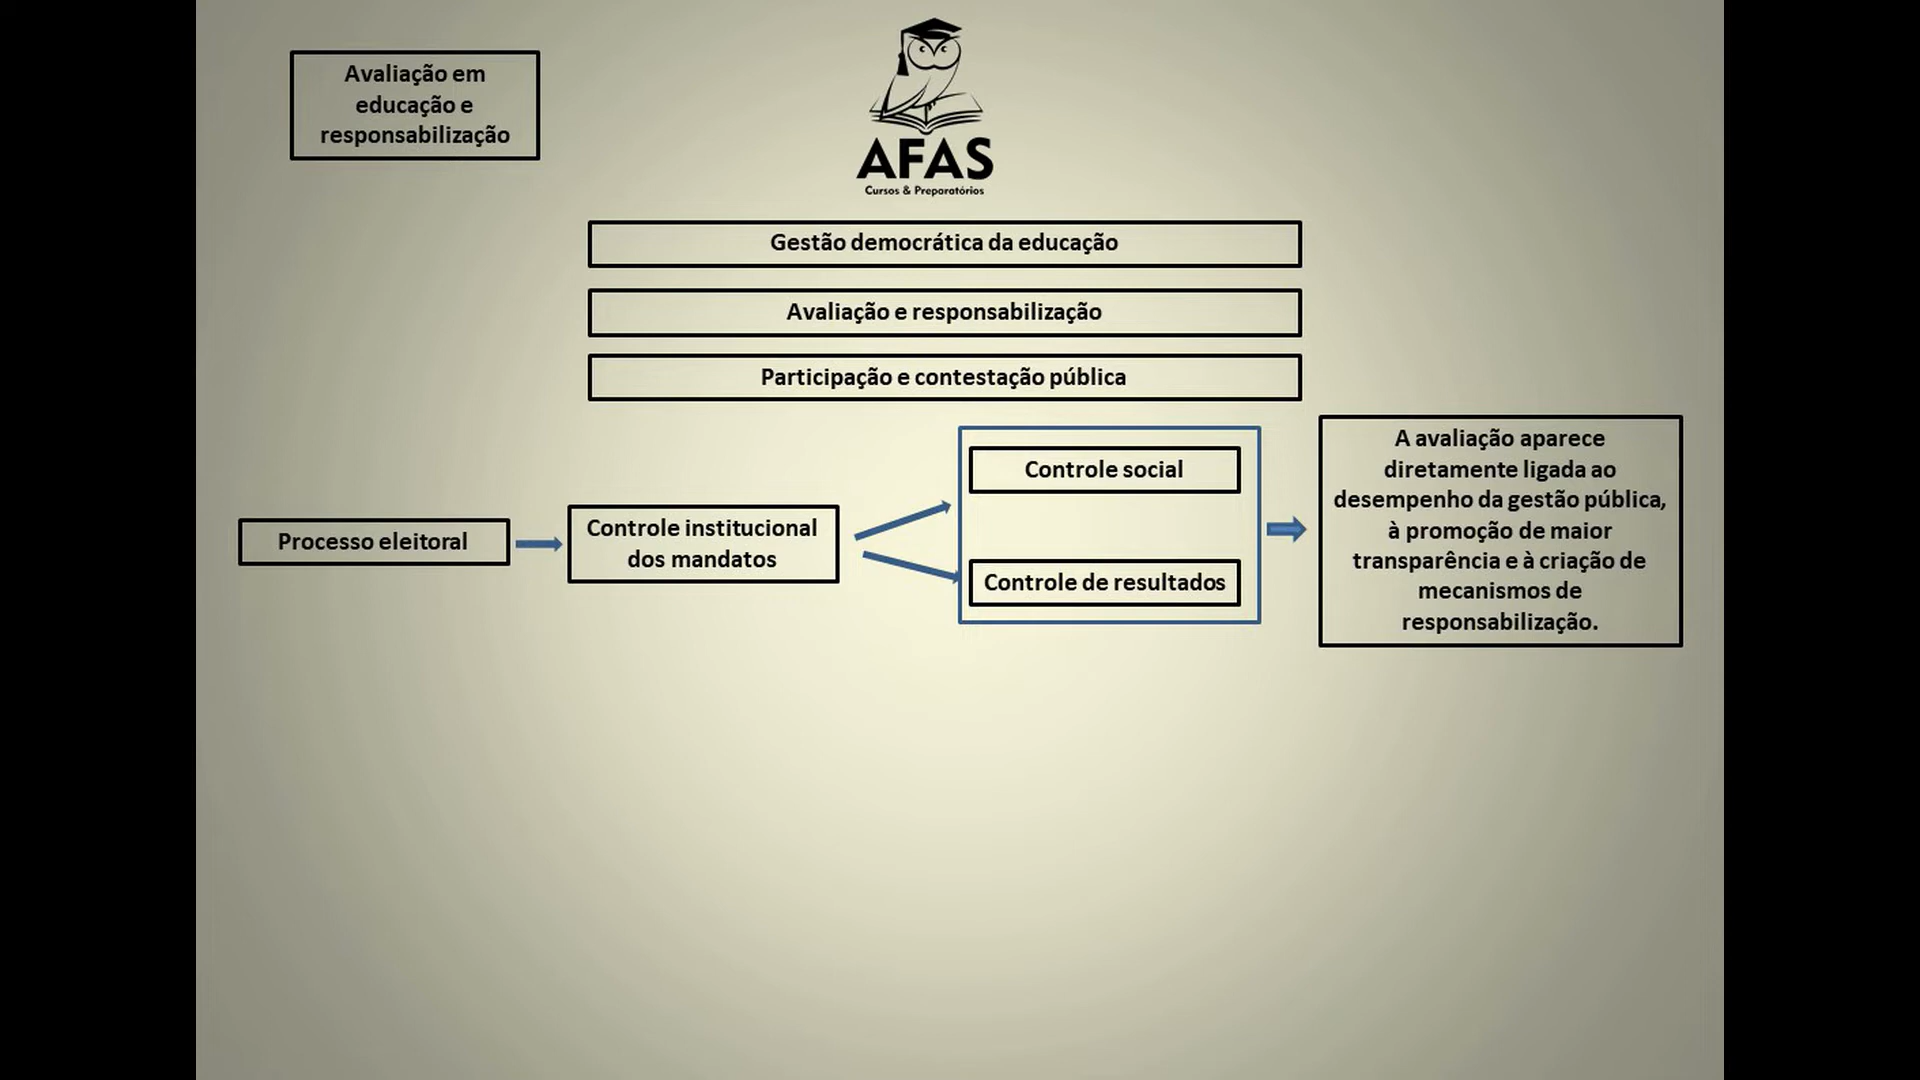 Avaliação em
educação e
responsabilização
AFAS
Cursos & Preparatórios
Gestão democrática da educação
Avaliação e responsabilização
Participação e contestação pública
Processo eleitoral
Controle institucional
dos mandatos
Controle social
Controle de resultados
A avaliação aparece
diretamente ligada ao
desempenho da gestão pública,
à promoção de maior
transparência e à criação de
mecanismos de
responsabilização.